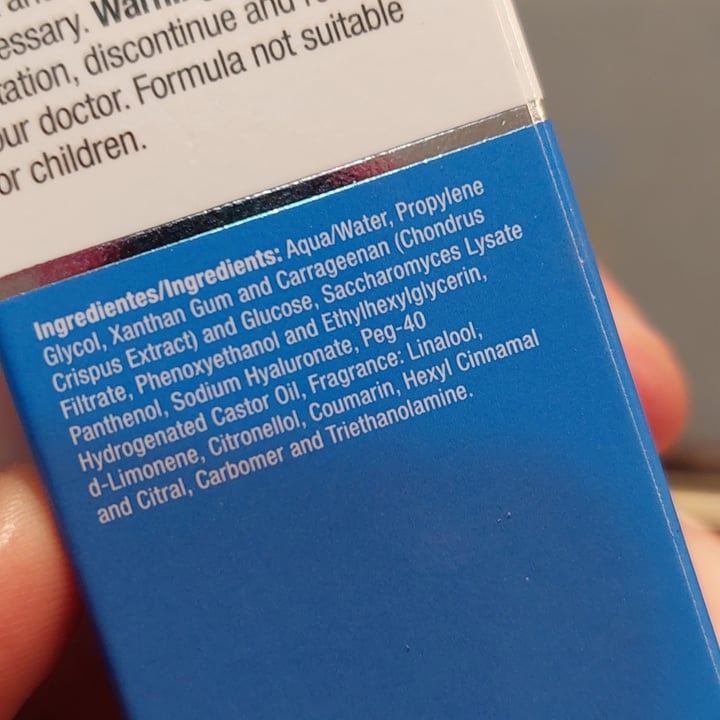 essary.
tation, discontinue and
our doctor. Formula not suitable
or children.
Ingredientes/Ingredients: Aqua/Water, Propylene
Glycol, Xanthan Gum and Carrageenan (Chondrus
Crispus Extract) and Glucose, Saccharomyces Lysate
Filtrate, Phenoxyethanol and Ethylhexylglycerin,
Panthenol, Sodium Hyaluronate, Peg-40
Hydrogenated Castor Oil, Fragrance: Linalool,
d-Limonene, Citronellol, Coumarin, Hexyl Cinnamal
and Citral, Carbomer and Triethanolamine.